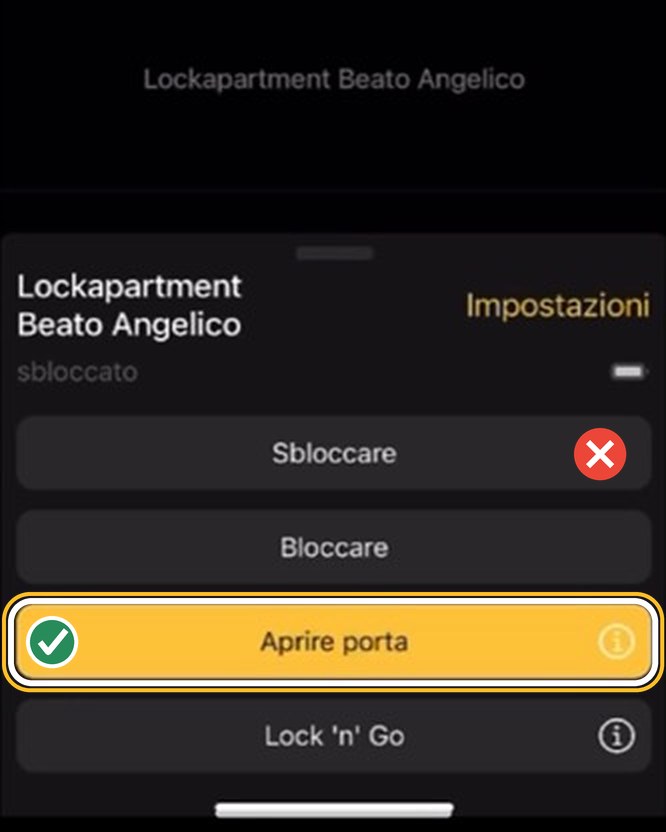 Lockapartment Beato Angelico
Lockapartment
Beato Angelico
Impostazioni
sbloccato
Sbloccare
Bloccare
Aprire porta
Lock 'n' Go